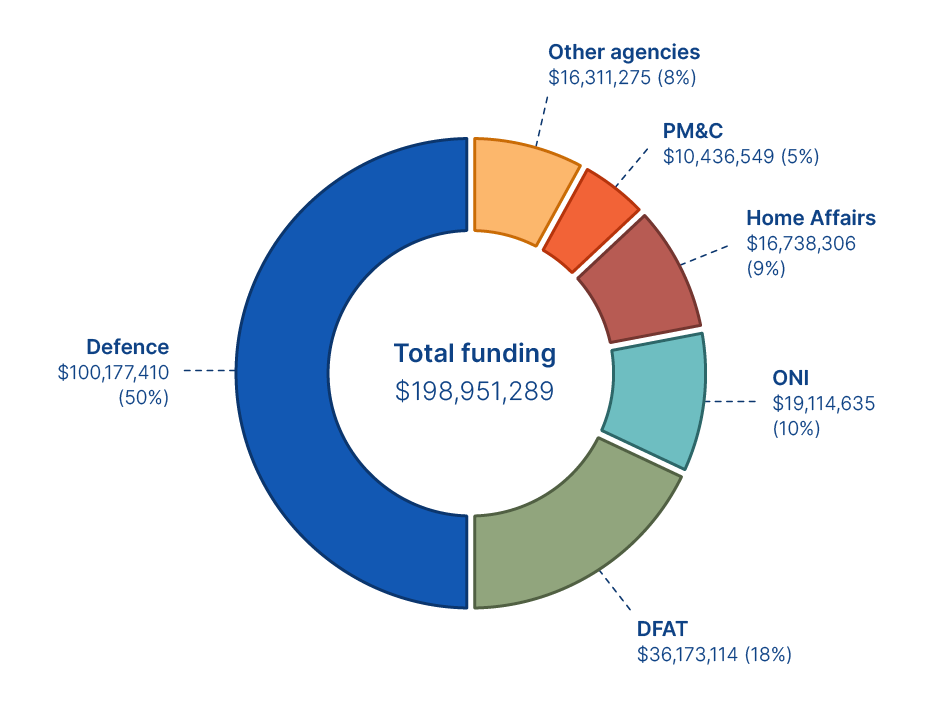 Other agencies
$16,311,275 (8%)
PM&C
$10,436,549 (5%)
Home Affairs
$16,738,306
(9%)
Total funding
$198,951,289
Defence
$100,177,410
(50%)
ONI
$19,114,635
(10%)
DFAT
$36,173,114 (18%)